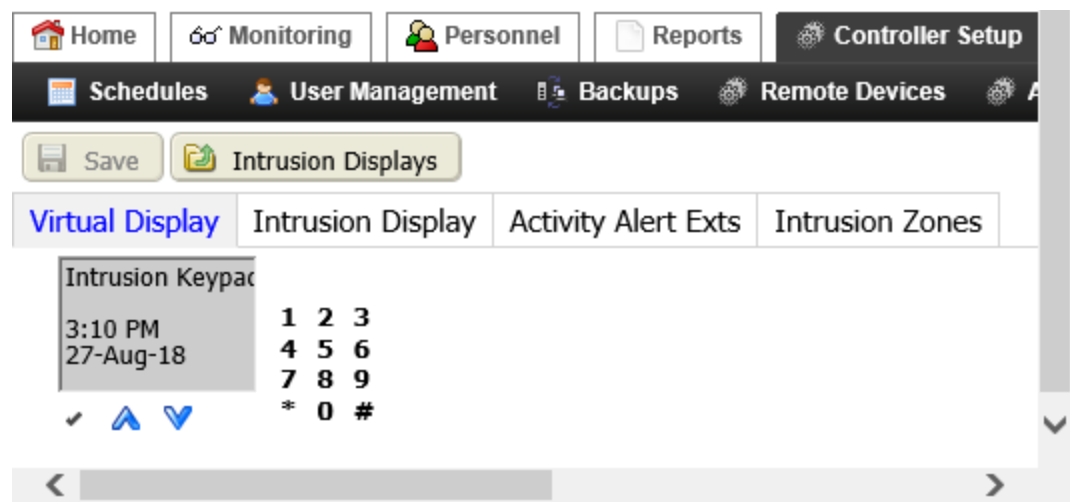 Home Monitoring Personnel Reports Controller Setup
Schedules User Management Backups Remote Devices
Save Intrusion Displays
Virtual Display Intrusion Display Activity Alert Exts Intrusion Zones
Intrusion Keypad
3:10 PM
27-Aug-18
1 2 3
4 5 6
7 8 9
* 0 #